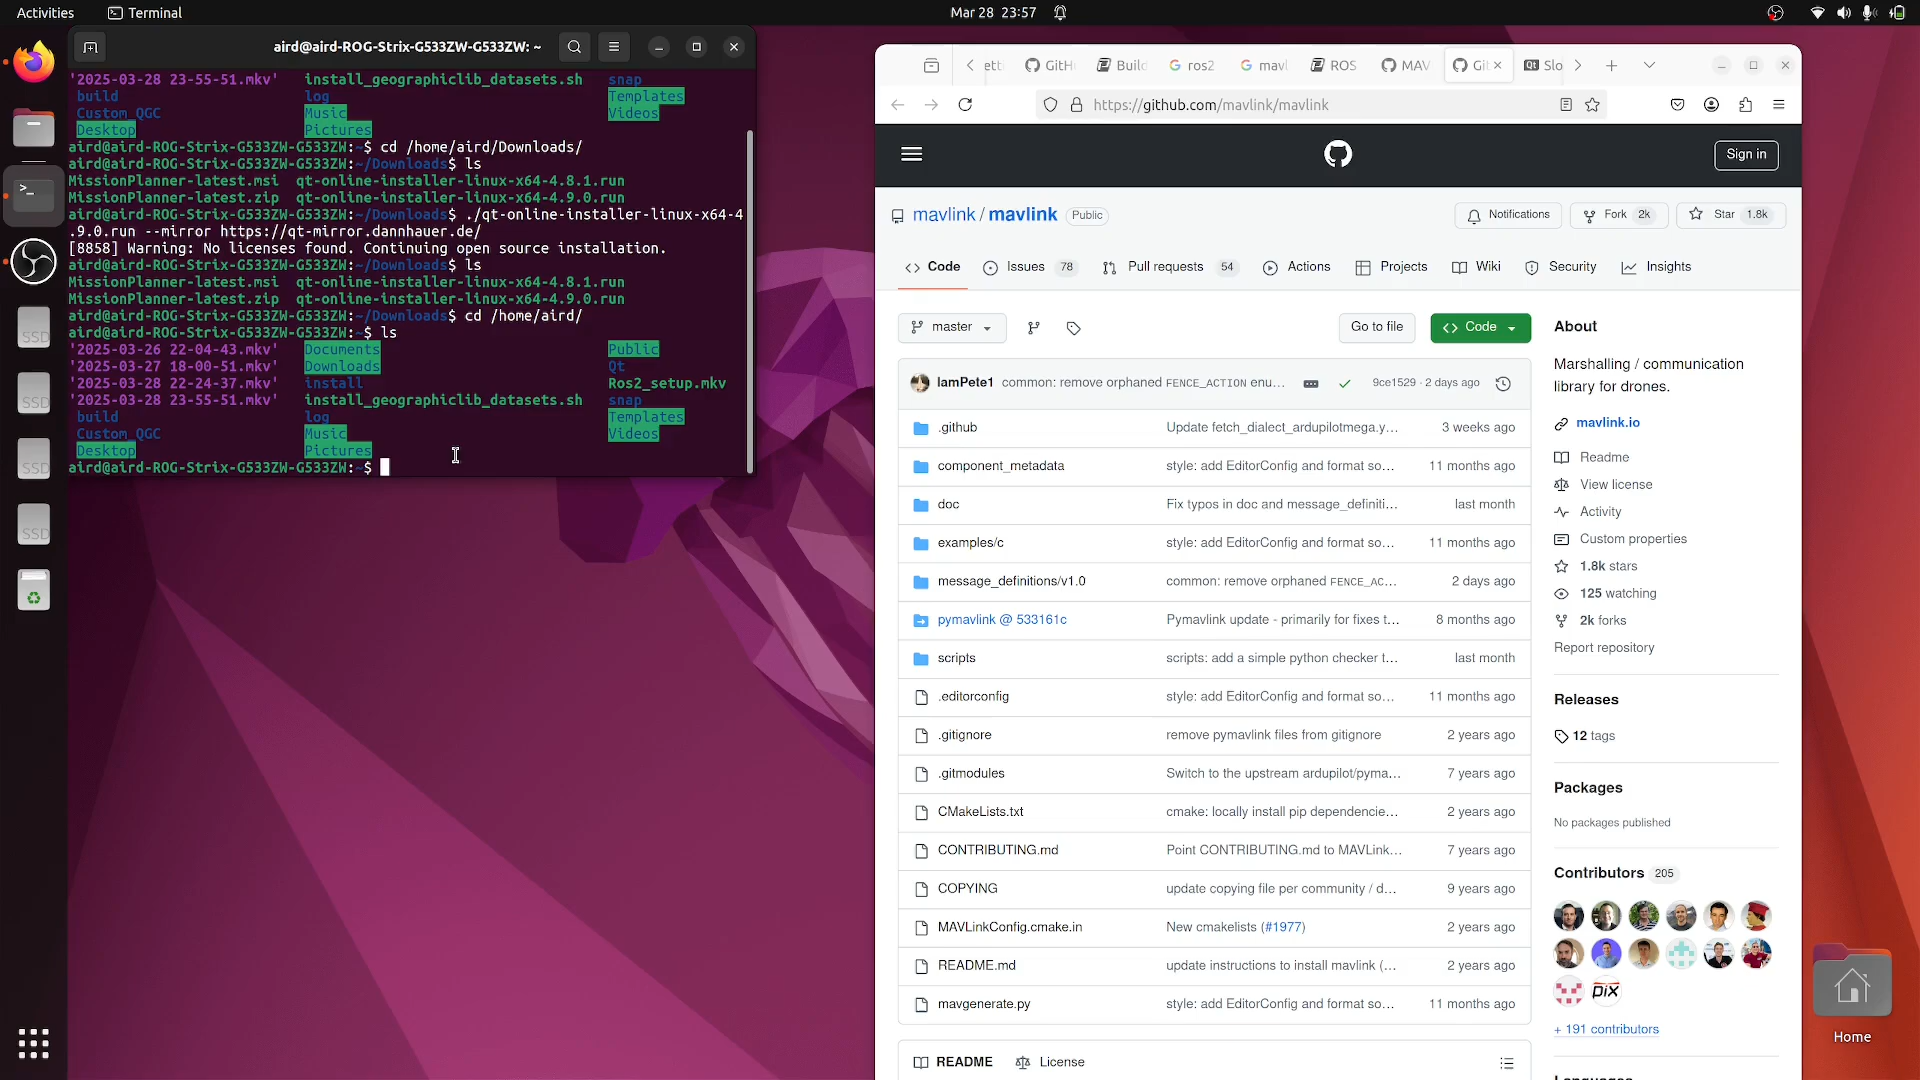 Activities
Terminal
Mar 28 23:57
aird@aird-ROG-Strix-G533ZW-G533ZW: ~
'2025-03-28 23-55-51.mkv' install_geographiclib_datasets.sh snap
build log Templates
Custom_QGC Music Videos
Desktop Pictures
aird@aird-ROG-Strix-G533ZW-G533ZW:~$ cd /home/aird/Downloads/
aird@aird-ROG-Strix-G533ZW-G533ZW:~/Downloads$ ls
MissionPlanner-latest.msi qt-online-installer-linux-x64-4.8.1.run
MissionPlanner-latest.zip qt-online-installer-linux-x64-4.9.0.run
aird@aird-ROG-Strix-G533ZW-G533ZW:~/Downloads$ ./qt-online-installer-linux-x64-4
.9.0.run --mirror https://qt-mirror.dannhauer.de/
[8858] Warning: No licenses found. Continuing open source installation.
aird@aird-ROG-Strix-G533ZW-G533ZW:~/Downloads$ ls
MissionPlanner-latest.msi qt-online-installer-linux-x64-4.8.1.run
MissionPlanner-latest.zip qt-online-installer-linux-x64-4.9.0.run
aird@aird-ROG-Strix-G533ZW-G533ZW:~/Downloads$ cd /home/aird/
aird@aird-ROG-Strix-G533ZW-G533ZW:~$ ls
'2025-03-26 22-04-43.mkv' Documents Public
'2025-03-27 18-00-51.mkv' Downloads Qt
'2025-03-28 22-24-37.mkv' install Ros2_setup.mkv
'2025-03-28 23-55-51.mkv' install_geographiclib_datasets.sh snap
build log Templates
Custom_QGC Music Videos
Desktop Pictures
aird@aird-ROG-Strix-G533ZW-G533ZW:~$
SSD
SSD
SSD
SSD
etti GitH Build ros2 mavl ROS MAV Git Slo
https://github.com/mavlink/mavlink
Sign in
mavlink / mavlink Public
Notifications
Fork 2k
Star 1.8k
Code
Issues 78
Pull requests 54
Actions
Projects
Wiki
Security
Insights
master
Go to file
Code
IamPete1 common: remove orphaned FENCE_ACTION enu... 9ce1529 · 2 days ago
.github Update fetch_dialect_ardupilotmega.y... 3 weeks ago
component_metadata style: add EditorConfig and format so... 11 months ago
doc Fix typos in doc and message_definiti... last month
examples/c style: add EditorConfig and format so... 11 months ago
message_definitions/v1.0 common: remove orphaned FENCE_AC... 2 days ago
pymavlink @ 533161c Pymavlink update - primarily for fixes t... 8 months ago
scripts scripts: add a simple python checker t... last month
.editorconfig style: add EditorConfig and format so... 11 months ago
.gitignore remove pymavlink files from gitignore 2 years ago
.gitmodules Switch to the upstream ardupilot/pyma... 7 years ago
CMakeLists.txt cmake: locally install pip dependencie... 2 years ago
CONTRIBUTING.md Point CONTRIBUTING.md to MAVLink... 7 years ago
COPYING update copying file per community / d... 9 years ago
MAVLinkConfig.cmake.in New cmakelists (#1977) 2 years ago
README.md update instructions to install mavlink (... 2 years ago
mavgenerate.py style: add EditorConfig and format so... 11 months ago
README
License
About
Marshalling / communication
library for drones.
mavlink.io
Readme
View license
Activity
Custom properties
1.8k stars
125 watching
2k forks
Report repository
Releases
12 tags
Packages
No packages published
Contributors 205
DIX
+ 191 contributors
Languages
Home